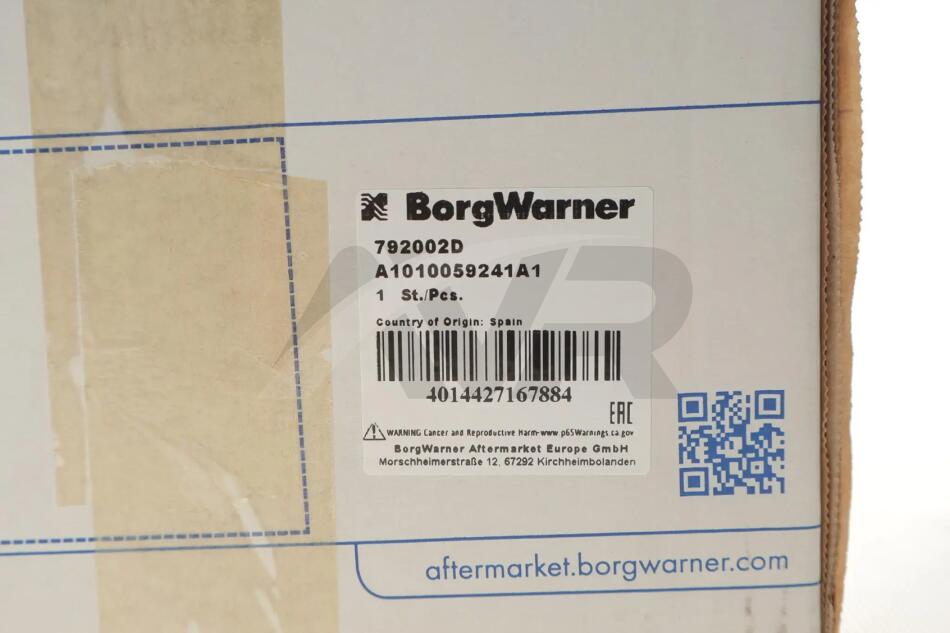 BorgWarner
792002D
A1010059241A1
1 St./Pcs.
Country of Origin: Spain
4014427167884
EAC
WARNING Cancer and Reproductive Harm-www.p65Warnings.ca.gov
BorgWarner Aftermarket Europe GmbH
Morschheimerstraße 12, 67292 Kirchheimbolanden
aftermarket.borgwarner.com